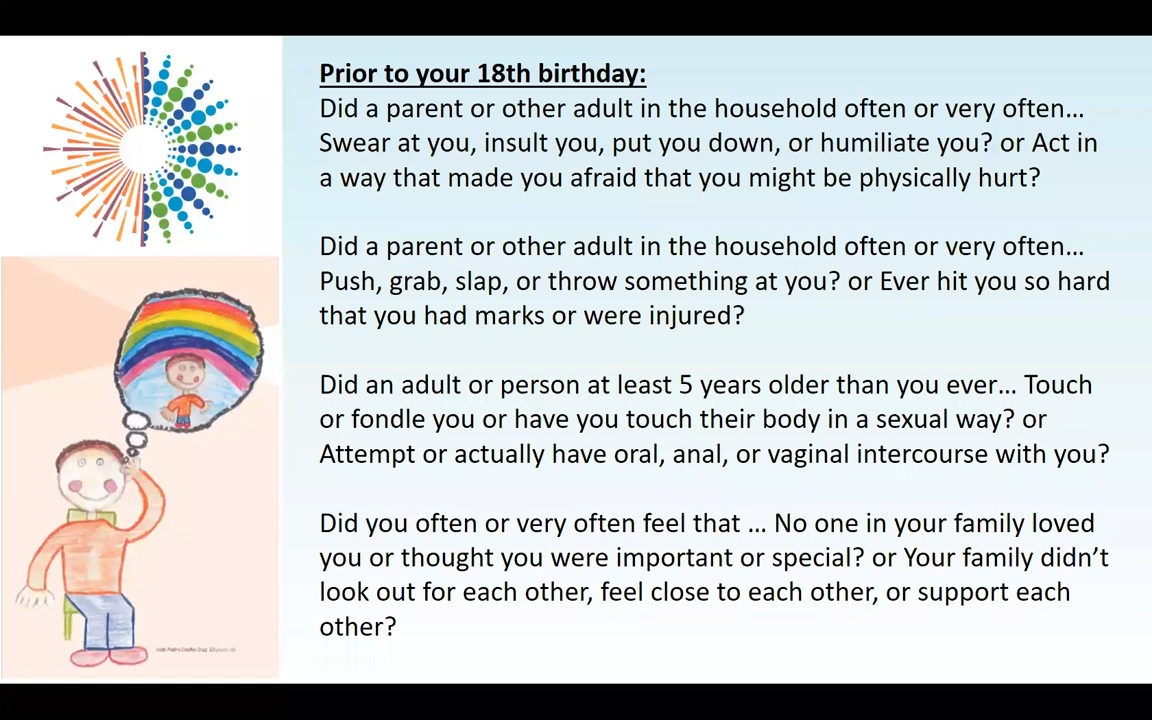 Prior to your 18th birthday:
Did a parent or other adult in the household often or very often…
Swear at you, insult you, put you down, or humiliate you? or Act in
a way that made you afraid that you might be physically hurt?
Did a parent or other adult in the household often or very often…
Push, grab, slap, or throw something at you? or Ever hit you so hard
that you had marks or were injured?
Did an adult or person at least 5 years older than you ever… Touch
or fondle you or have you touch their body in a sexual way? or
Attempt or actually have oral, anal, or vaginal intercourse with you?
Did you often or very often feel that … No one in your family loved
you or thought you were important or special? or Your family didn’t
look out for each other, feel close to each other, or support each
other?